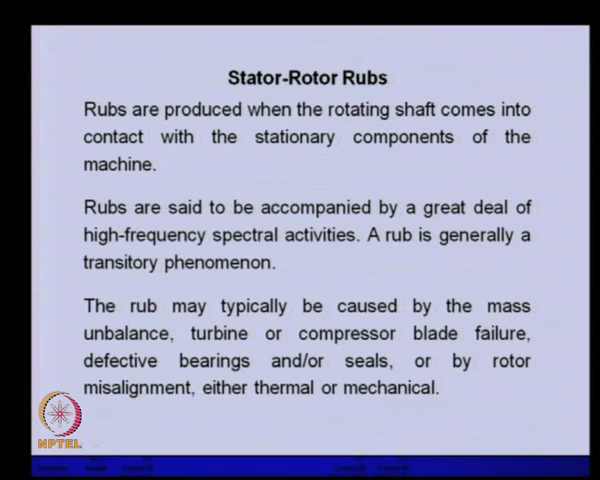 Stator-Rotor Rubs
Rubs are produced when the rotating shaft comes into
contact with the stationary components of the
machine.
Rubs are said to be accompanied by a great deal of
high-frequency spectral activities. A rub is generally a
transitory phenomenon.
The rub may typically be caused by the mass
unbalance, turbine or compressor blade failure,
defective bearings and/or seals, or by rotor
misalignment, either thermal or mechanical.
NPTEL